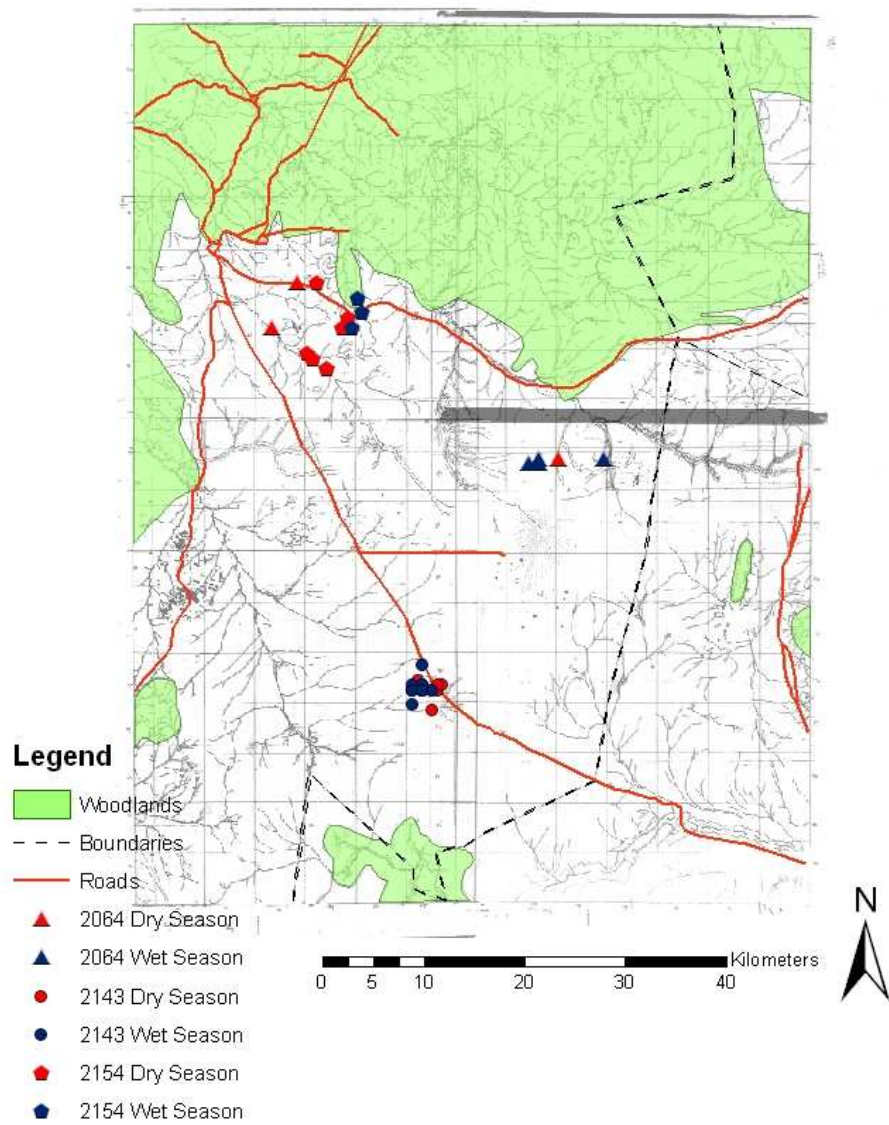 Legend
Woodlands
Boundaries
Roads
2064 Dry Season
2064 Wet Season
2143 Dry Season
2143 Wet Season
2154 Dry Season
2154 Wet Season
Kilometers
0 5 10 20 30 40
N